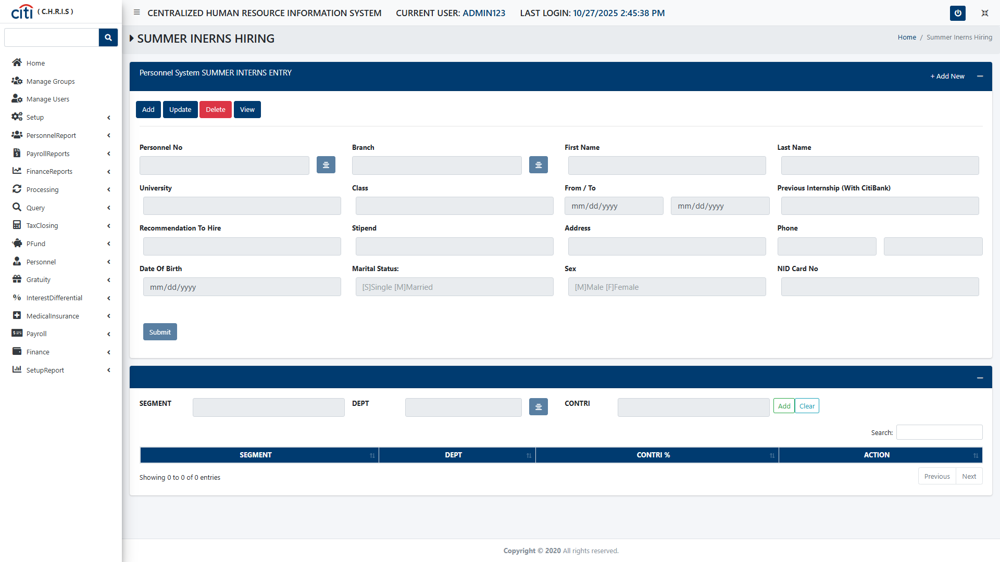 citi ( C.H.R.I.S )
CENTRALIZED HUMAN RESOURCE INFORMATION SYSTEM CURRENT USER: ADMIN123 LAST LOGIN: 10/27/2025 2:45:38 PM
SUMMER INERNS HIRING
Home / Summer Inerns Hiring
Home
Manage Groups
Manage Users
Setup
PersonnelReport
PayrollReports
FinanceReports
Processing
Query
TaxClosing
PFund
Personnel
Gratuity
InterestDifferential
MedicalInsurance
Payroll
Finance
SetupReport
Personnel System SUMMER INTERNS ENTRY
+ Add New
Add Update Delete View
Personnel No Branch First Name Last Name
University Class From / To Previous Internship (With CitiBank)
mm/dd/yyyy mm/dd/yyyy
Recommendation To Hire Stipend Address Phone
Date Of Birth Marital Status: Sex NID Card No
mm/dd/yyyy [S]Single [M]Married [M]Male [F]Female
Submit
SEGMENT DEPT CONTRI Add Clear
Search:
SEGMENT DEPT CONTRI % ACTION
Showing 0 to 0 of 0 entries
Previous Next
Copyright © 2020 All rights reserved.